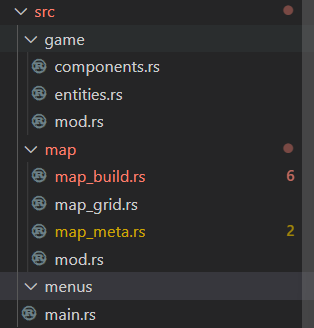 src
game
components.rs
entities.rs
mod.rs
map
map_build.rs 6
map_grid.rs
map_meta.rs 2
mod.rs
menus
main.rs